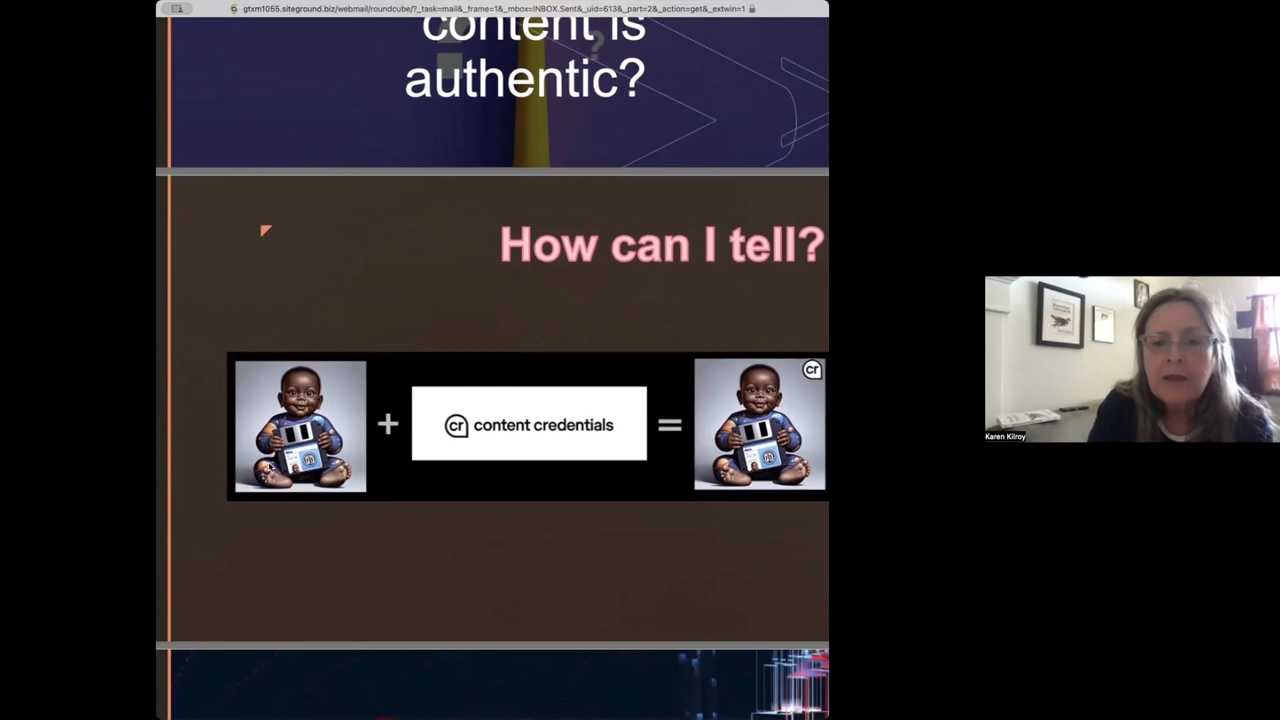 gtxm1055.siteground.biz/webmail/roundcube/?_task=mail&_frame=1&_mbox=INBOX.Sent&_uid=613&_part=2&_action=get&_extwin=1
content is
?
authentic?
How can I tell?
+
cr content credentials
=
cr
Karen Kilroy